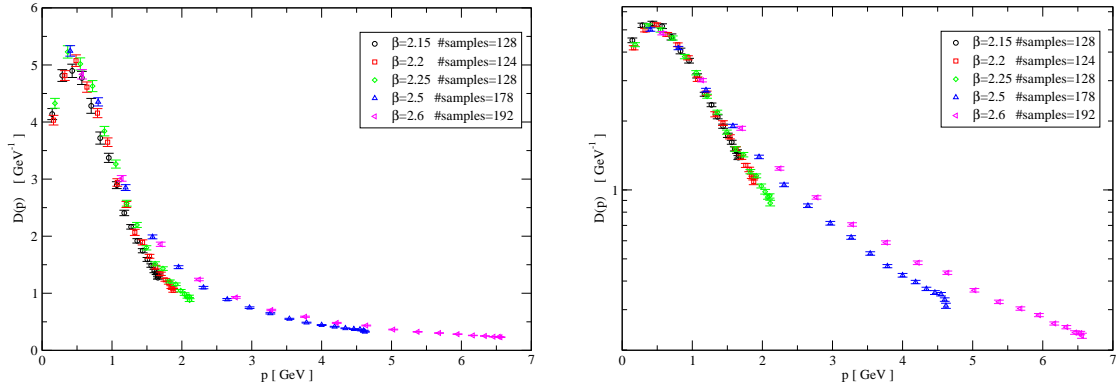 6
5
4
3
2
1
0
D(p) [ GeV⁻¹ ]
0 1 2 3 4 5 6 7
p [ GeV ]
β=2.15 #samples=128
β=2.2 #samples=124
β=2.25 #samples=128
β=2.5 #samples=178
β=2.6 #samples=192
1
D(p) [ GeV⁻¹ ]
0 1 2 3 4 5 6 7
p [ GeV ]
β=2.15 #samples=128
β=2.2 #samples=124
β=2.25 #samples=128
β=2.5 #samples=178
β=2.6 #samples=192